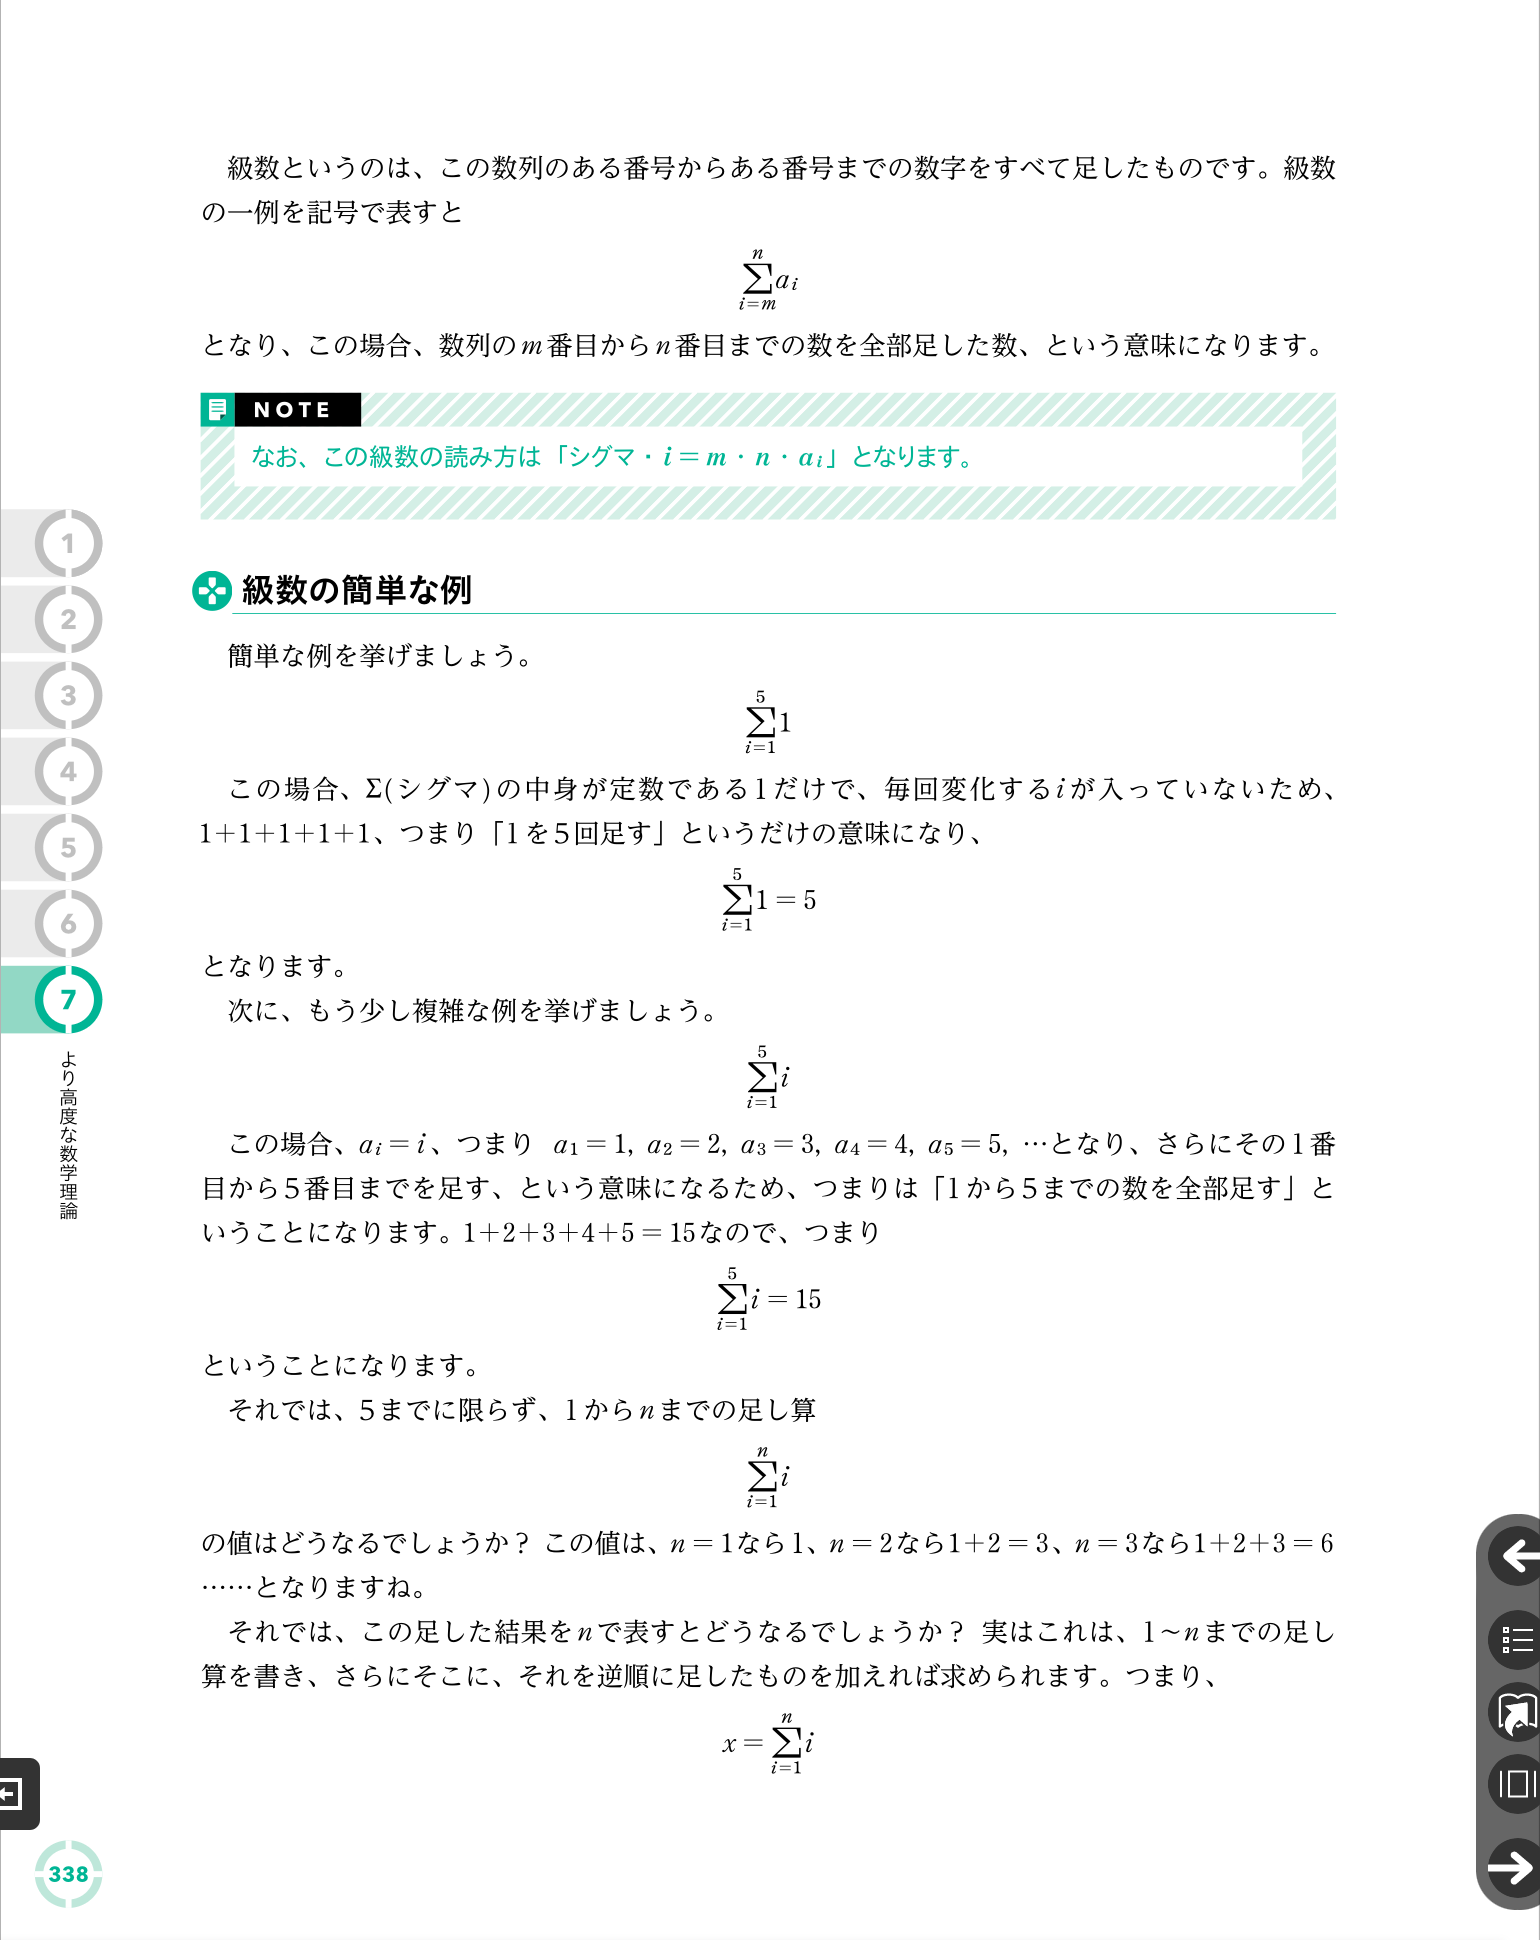 級数というのは、この数列のある番号からある番号までの数字をすべて足したものです。級数
の一例を記号で表すと
n
∑ai
i=m
となり、この場合、数列のm番目からn番目までの数を全部足した数、という意味になります。
NOTE
なお、この級数の読み方は「シグマ・i=m・n・ai」となります。
級数の簡単な例
簡単な例を挙げましょう。
5
∑1
i=1
この場合、Σ(シグマ)の中身が定数である1だけで、毎回変化するiが入っていないため、
1+1+1+1+1、つまり「1を5回足す」というだけの意味になり、
5
∑1=5
i=1
となります。
次に、もう少し複雑な例を挙げましょう。
5
∑i
i=1
この場合、ai=i、つまり a1=1, a2=2, a3=3, a4=4, a5=5, …となり、さらにその1番
目から5番目までを足す、という意味になるため、つまりは「1から5までの数を全部足す」と
いうことになります。1+2+3+4+5=15なので、つまり
5
∑i=15
i=1
ということになります。
それでは、5までに限らず、1からnまでの足し算
n
∑i
i=1
の値はどうなるでしょうか? この値は、n=1なら1、n=2なら1+2=3、n=3なら1+2+3=6
……となりますね。
それでは、この足した結果をnで表すとどうなるでしょうか? 実はこれは、1〜nまでの足し
算を書き、さらにそこに、それを逆順に足したものを加えれば求められます。つまり、
n
x=∑i
i=1
1
2
3
4
5
6
7
より高度な数学理論
338